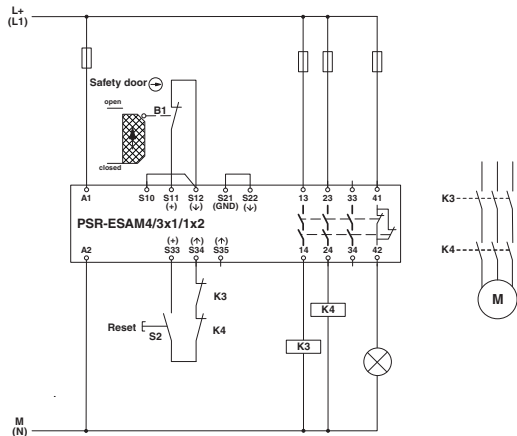 L+
(L1)
Safety door
open
B1
closed
A1 S10 S11 S12 S21 S22 13 23 33 41
(+) (↓) (GND) (↓)
PSR-ESAM4/3x1/1x2
(+) (↑) (↑)
A2 S33 S34 S35 14 24 34 42
K3
K4
Reset
S2
K4
K3
M
(N)
K3
K4
M